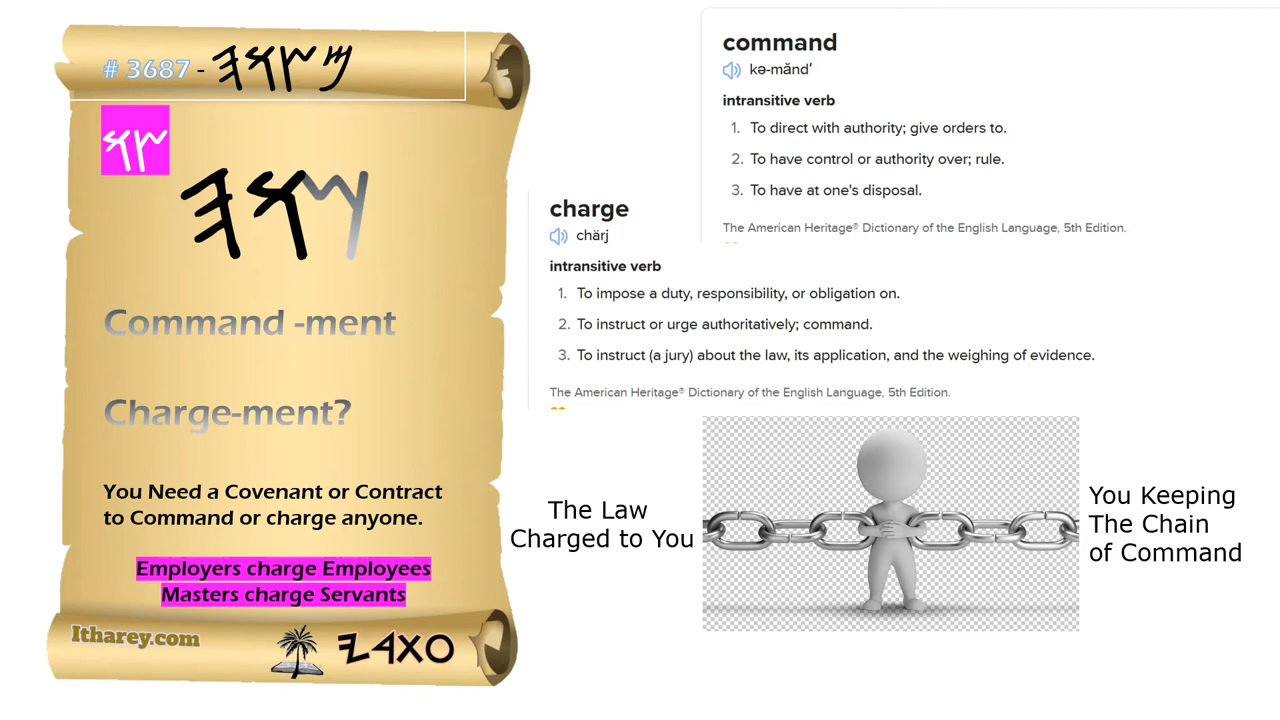 # 3687 - 𐤌𐤑𐤅𐤄
𐤑𐤅
Command -ment
Charge-ment?
You Need a Covenant or Contract
to Command or charge anyone.
Employers charge Employees
Masters charge Servants
Itharey.com
𐤏𐤕𐤓𐤉
command
kə-mănd′
intransitive verb
1. To direct with authority; give orders to.
2. To have control or authority over; rule.
3. To have at one's disposal.
The American Heritage® Dictionary of the English Language, 5th Edition.
charge
chärj
intransitive verb
1. To impose a duty, responsibility, or obligation on.
2. To instruct or urge authoritatively; command.
3. To instruct (a jury) about the law, its application, and the weighing of evidence.
The American Heritage® Dictionary of the English Language, 5th Edition.
The Law
Charged to You
You Keeping
The Chain
of Command